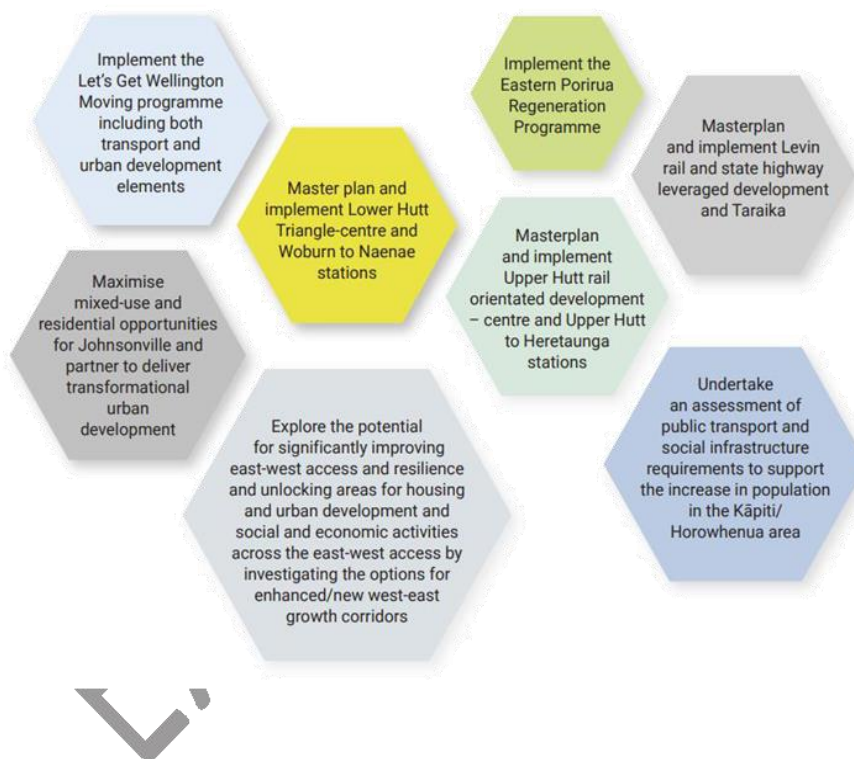 Implement the
Let's Get Wellington
Moving programme
including both
transport and
urban development
elements
Implement the
Eastern Porirua
Regeneration
Programme
Masterplan
and implement Levin
rail and state highway
leveraged development
and Taraika
Master plan and
implement Lower Hutt
Triangle-centre and
Woburn to Naenae
stations
Masterplan
and implement
Upper Hutt rail
orientated development
– centre and Upper Hutt
to Heretaunga
stations
Maximise
mixed-use and
residential opportunities
for Johnsonville and
partner to deliver
transformational
urban
development
Explore the potential
for significantly improving
east-west access and resilience
and unlocking areas for housing
and urban development and
social and economic activities
across the east-west access by
investigating the options for
enhanced/new west-east
growth corridors
Undertake
an assessment of
public transport and
social infrastructure
requirements to support
the increase in population
in the Kāpiti/
Horowhenua area